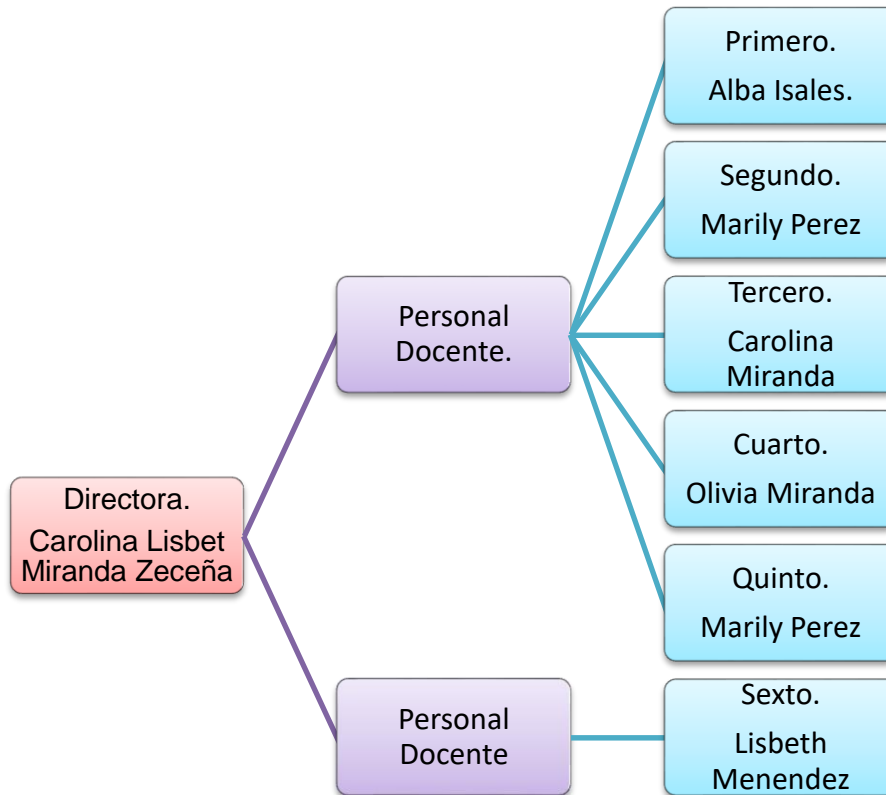 Directora.
Carolina Lisbet
Miranda Zeceña
Personal
Docente.
Primero.
Alba Isales.
Segundo.
Marily Perez
Tercero.
Carolina
Miranda
Cuarto.
Olivia Miranda
Quinto.
Marily Perez
Personal
Docente
Sexto.
Lisbeth
Menendez